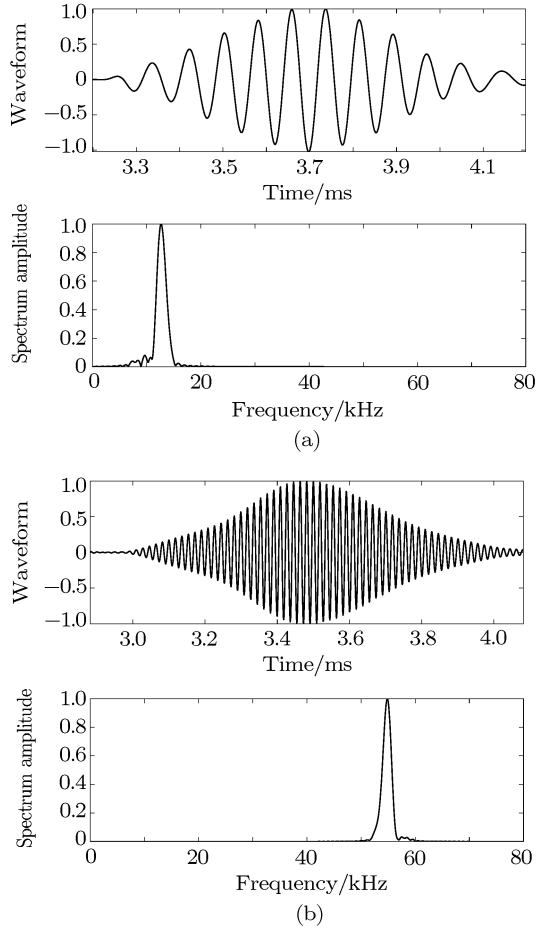 1.0
0.5
0
−0.5
−1.0
Waveform
3.3 3.5 3.7 3.9 4.1
Time/ms
1.0
0.8
0.6
0.4
0.2
0
Spectrum amplitude
0 20 40 60 80
Frequency/kHz
(a)
1.0
0.5
0
−0.5
−1.0
Waveform
3.0 3.2 3.4 3.6 3.8 4.0
Time/ms
1.0
0.8
0.6
0.4
0.2
0
Spectrum amplitude
0 20 40 60 80
Frequency/kHz
(b)